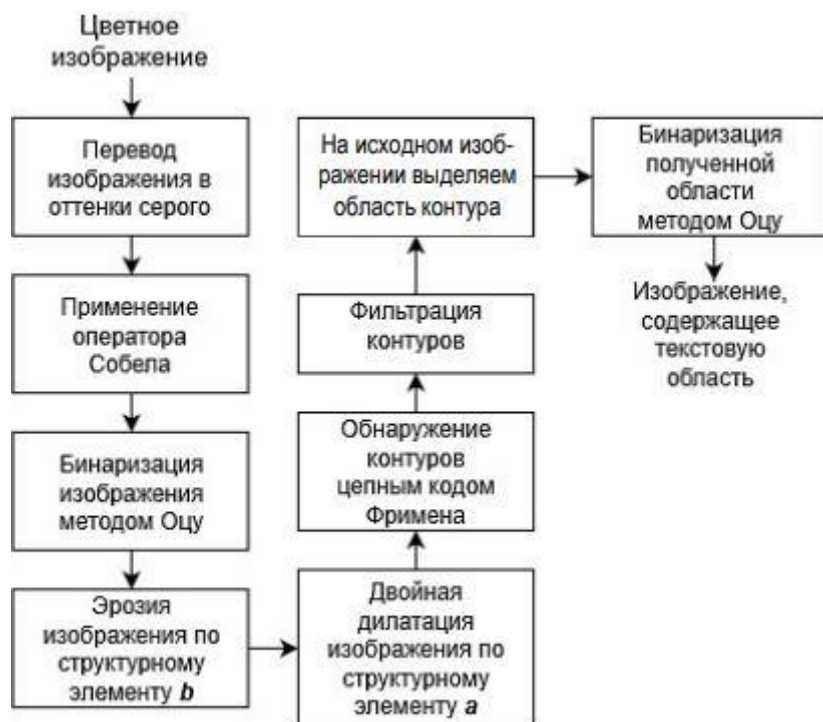 Цветное
изображение
Перевод
изображения в
оттенки серого
Применение
оператора
Собела
Бинаризация
изображения
методом Оцу
Эрозия
изображения по
структурному
элементу b
Двойная
дилатация
изображения по
структурному
элементу a
Обнаружение
контуров
цепным кодом
Фримена
Фильтрация
контуров
На исходном изоб-
ражении выделяем
область контура
Бинаризация
полученной
области
методом Оцу
Изображение,
содержащее
текстовую
область